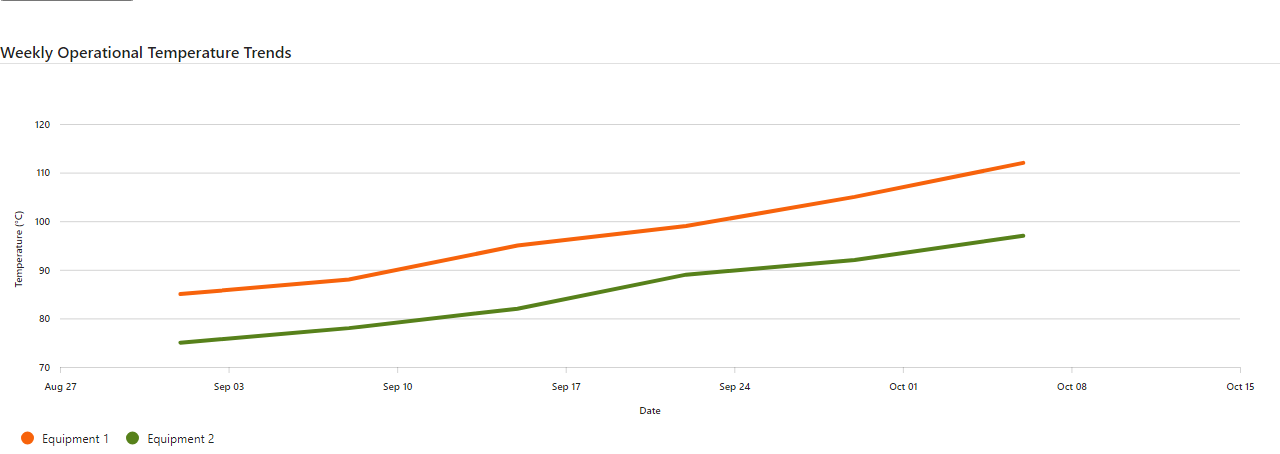 Weekly Operational Temperature Trends
120
110
100
90
80
70
Temperature (°C)
Aug 27 Sep 03 Sep 10 Sep 17 Sep 24 Oct 01 Oct 08 Oct 15
Date
Equipment 1 Equipment 2